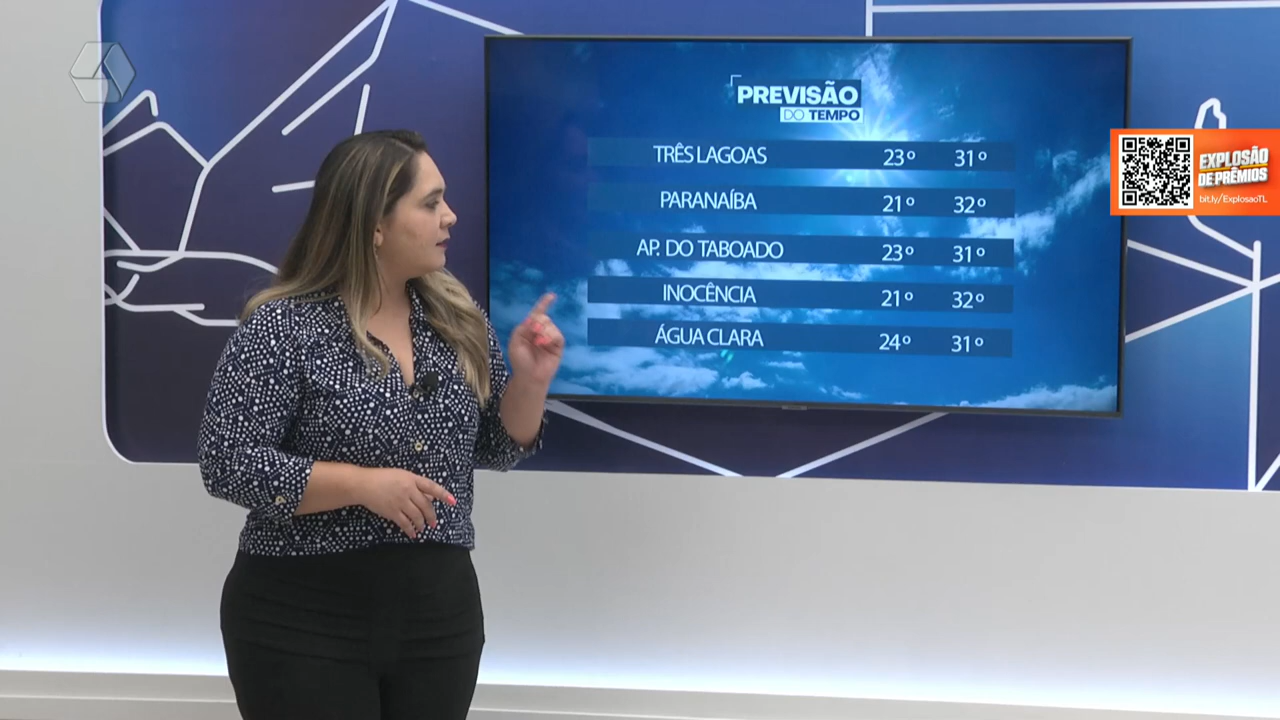 PREVISÃO
DO TEMPO
TRÊS LAGOAS 23º 31º
PARANAÍBA 21º 32º
AP. DO TABOADO 23º 31º
INOCÊNCIA 21º 32º
ÁGUA CLARA 24º 31º
EXPLOSÃO
DE PRÊMIOS
bit.ly/ExplosaoTL